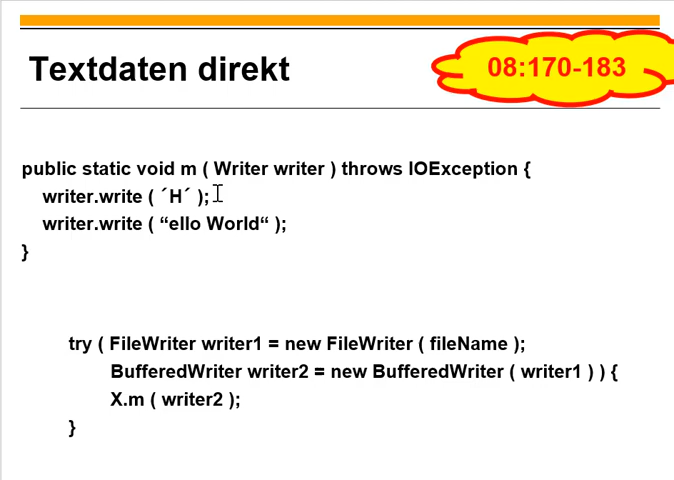 Textdaten direkt
08:170-183
public static void m ( Writer writer ) throws IOException {
writer.write ( ´H´ );
writer.write ( “ello World“ );
}
try ( FileWriter writer1 = new FileWriter ( fileName );
BufferedWriter writer2 = new BufferedWriter ( writer1 ) ) {
X.m ( writer2 );
}